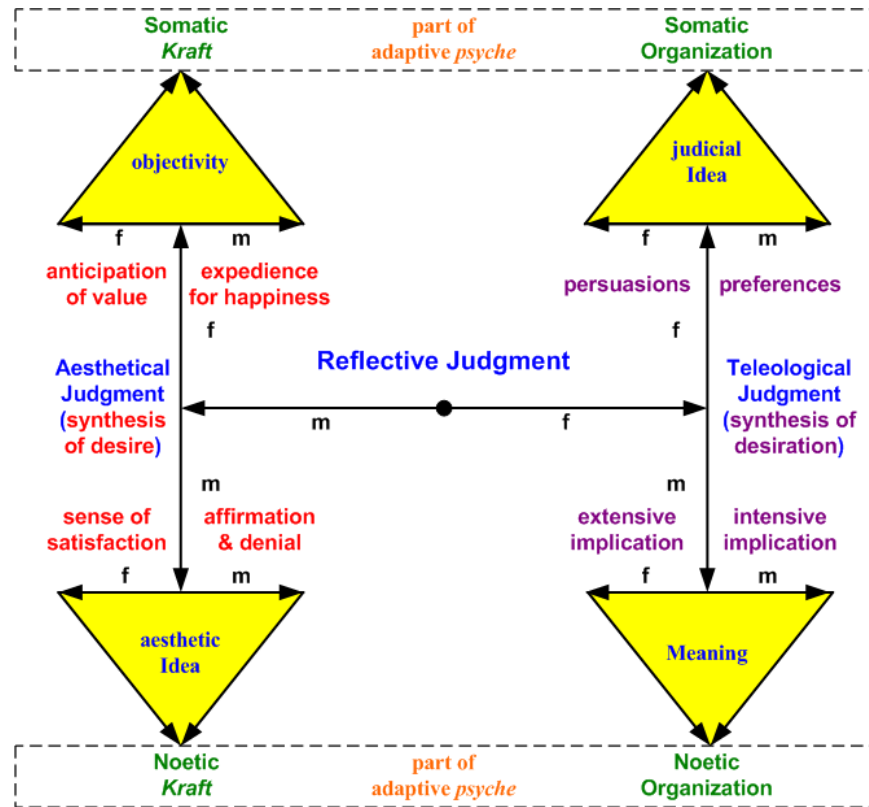 Somatic
Kraft
part of
adaptive psyche
Somatic
Organization
objectivity
judicial
Idea
f
m
f
m
anticipation
of value
expedience
for happiness
persuasions
preferences
f
f
Reflective Judgment
Aesthetical
Judgment
(synthesis
of desire)
Teleological
Judgment
(synthesis of
desiration)
m
f
m
m
sense of
satisfaction
affirmation
& denial
extensive
implication
intensive
implication
f
m
f
m
aesthetic
Idea
Meaning
Noetic
Kraft
part of
adaptive psyche
Noetic
Organization